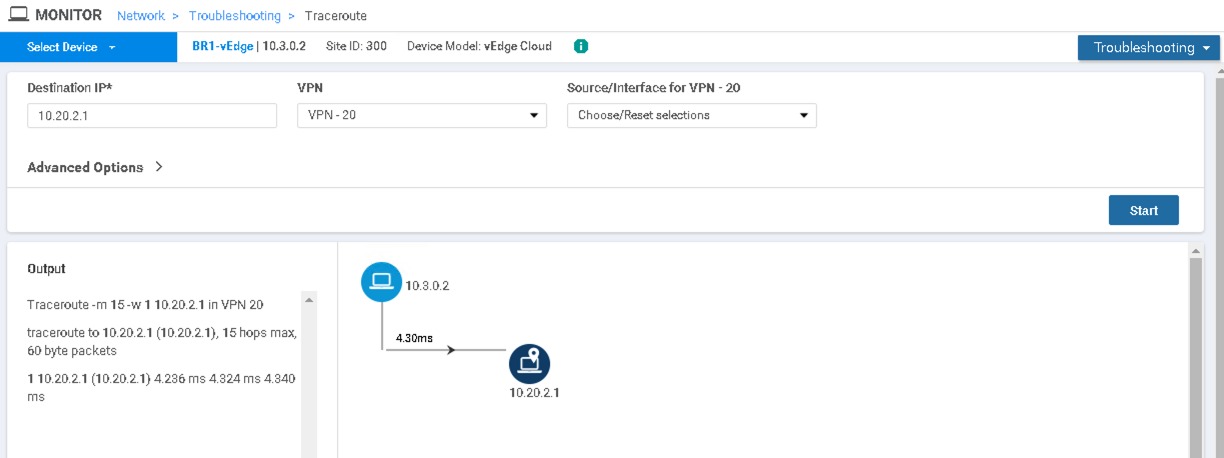 MONITOR Network > Troubleshooting > Traceroute
Select Device BR1-vEdge | 10.3.0.2 Site ID: 300 Device Model: vEdge Cloud i Troubleshooting
Destination IP* VPN Source/Interface for VPN - 20
10.20.2.1 VPN - 20 Choose/Reset selections
Advanced Options >
Start
Output
Traceroute -m 15 -w 1 10.20.2.1 in VPN 20
traceroute to 10.20.2.1 (10.20.2.1), 15 hops max,
60 byte packets
1 10.20.2.1 (10.20.2.1) 4.236 ms 4.324 ms 4.340
ms
10.3.0.2
4.30ms
10.20.2.1